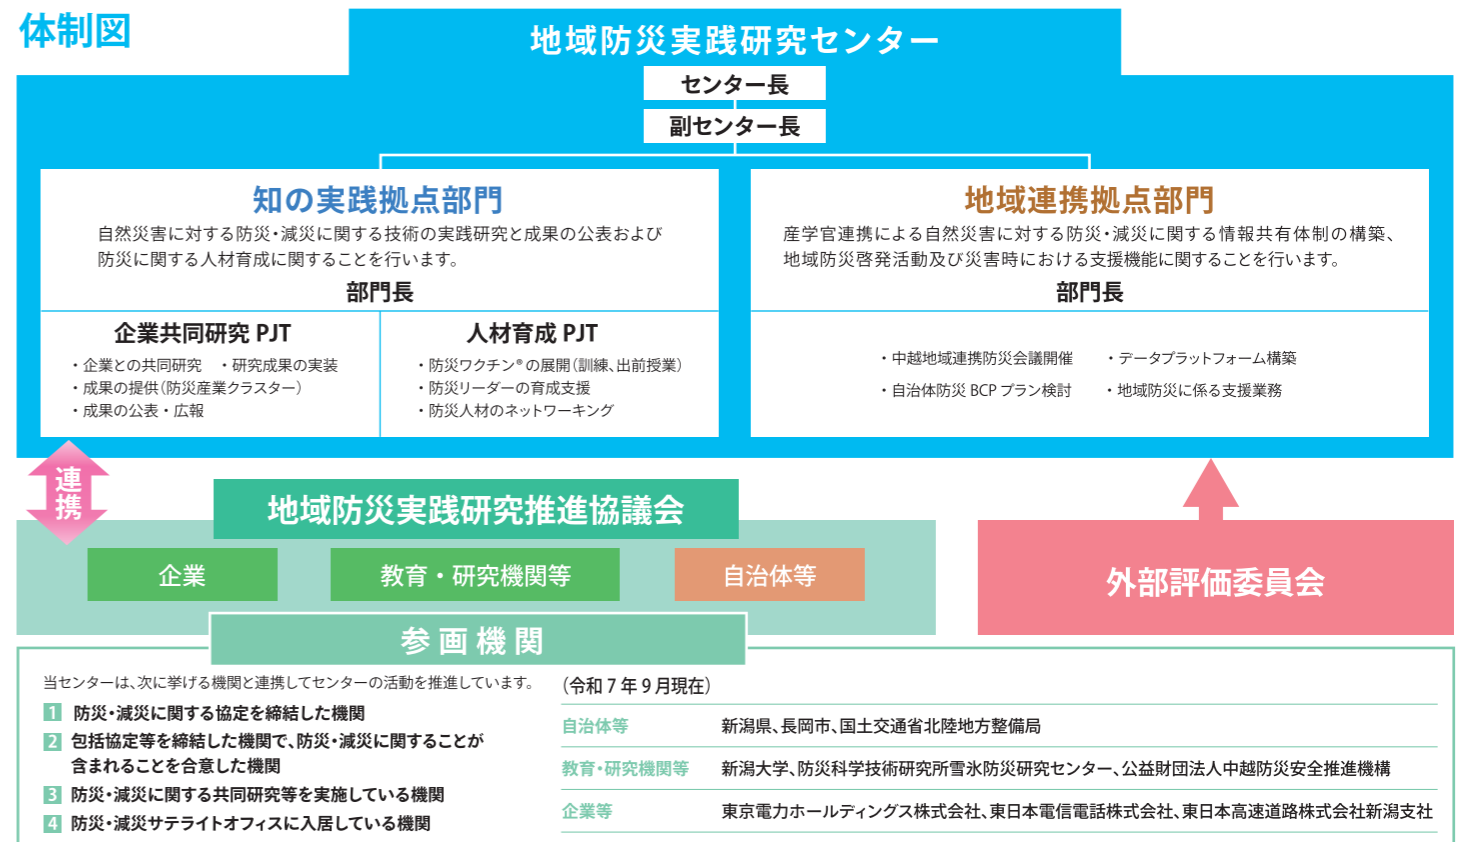 体制図
地域防災実践研究センター
センター長
副センター長
知の実践拠点部門
自然災害に対する防災・減災に関する技術の実践研究と成果の公表および
防災に関する人材育成に関することを行います。
部門長
企業共同研究 PJT
・企業との共同研究 ・研究成果の実装
・成果の提供（防災産業クラスター）
・成果の公表・広報
人材育成 PJT
・防災ワクチン®の展開（訓練、出前授業）
・防災リーダーの育成支援
・防災人材のネットワーキング
地域連携拠点部門
産学官連携による自然災害に対する防災・減災に関する情報共有体制の構築、
地域防災啓発活動及び災害時における支援機能に関することを行います。
部門長
・中越地域連携防災会議開催 ・データプラットフォーム構築
・自治体防災 BCP プラン検討 ・地域防災に係る支援業務
連携
地域防災実践研究推進協議会
企業
教育・研究機関等
自治体等
外部評価委員会
参画機関
当センターは、次に挙げる機関と連携してセンターの活動を推進しています。
1 防災・減災に関する協定を締結した機関
2 包括協定等を締結した機関で、防災・減災に関することが
含まれることを合意した機関
3 防災・減災に関する共同研究等を実施している機関
4 防災・減災サテライトオフィスに入居している機関
（令和 7 年 9 月現在）
自治体等 新潟県、長岡市、国土交通省北陸地方整備局
教育・研究機関等 新潟大学、防災科学技術研究所雪氷防災研究センター、公益財団法人中越防災安全推進機構
企業等 東京電力ホールディングス株式会社、東日本電信電話株式会社、東日本高速道路株式会社新潟支社